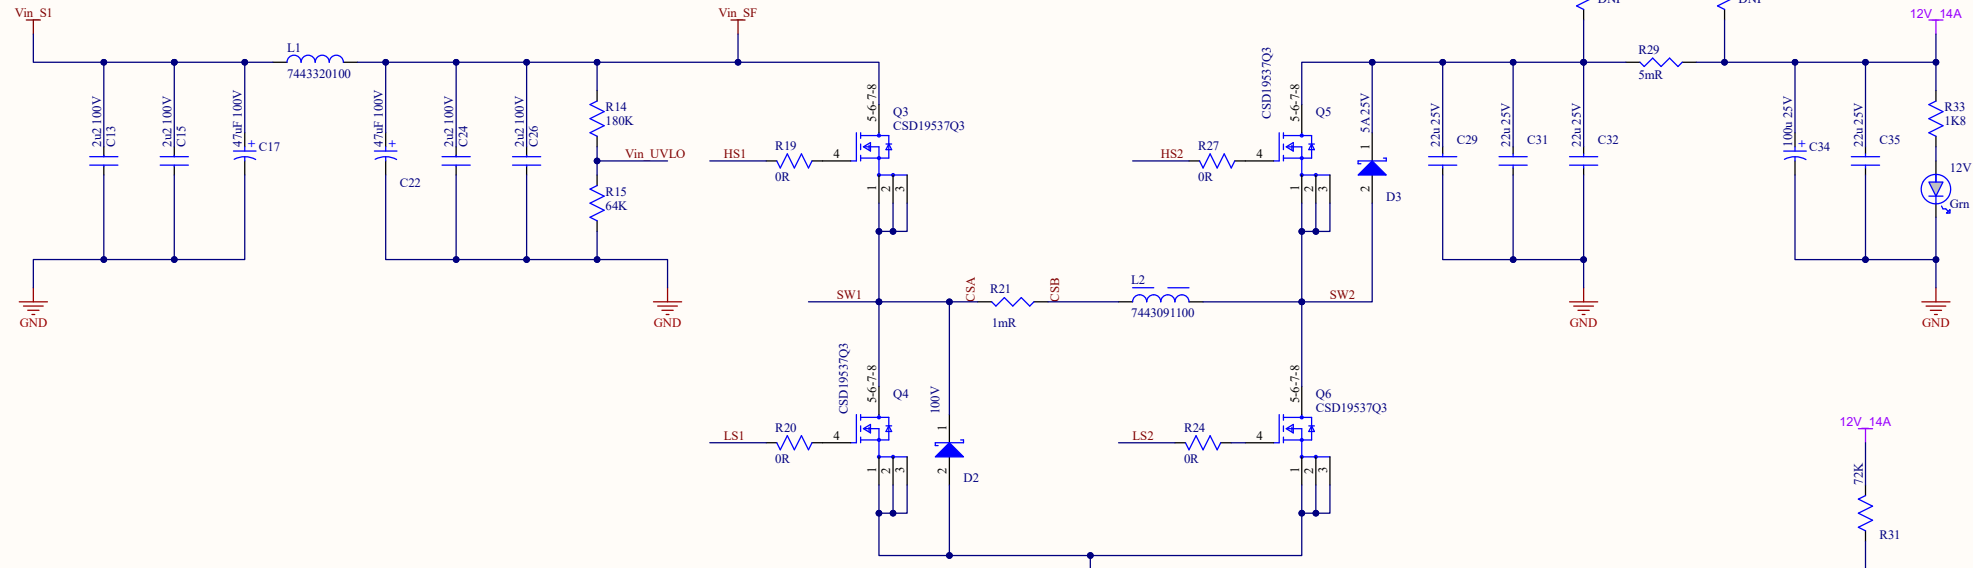 Vin_S1
Vin_SF
12V_14A
L1
7443320100
R29
5mR
2u2 100V
C13
2u2 100V
C15
47uF 100V
C17
47uF 100V
C22
2u2 100V
C24
2u2 100V
C26
R14
180K
Vin_UVLO
R15
64K
GND
GND
HS1
R19
0R
4
5-6-7-8
Q3
CSD19537Q3
1
2
3
HS2
R27
0R
4
CSD19537Q3
5-6-7-8
Q5
1
2
3
5A 25V
1
2
D3
22u 25V
C29
22u 25V
C31
22u 25V
C32
100u 25V
C34
22u 25V
C35
R33
1K8
12V
Grn
GND
GND
SW1
CSA
R21
1mR
CSB
L2
7443091100
SW2
LS1
R20
0R
4
CSD19537Q3
5-6-7-8
Q4
1
2
3
100V
1
2
D2
LS2
R24
0R
4
5-6-7-8
Q6
CSD19537Q3
1
2
3
12V_14A
72K
R31